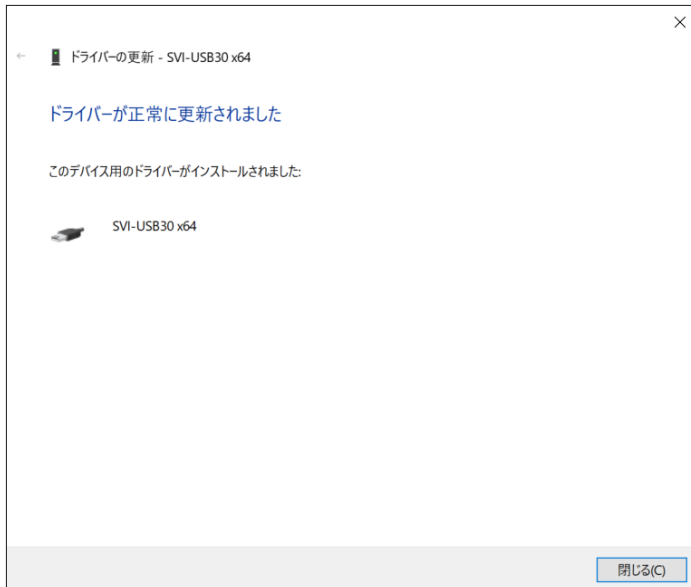 ドライバーの更新 - SVI-USB30 x64
ドライバーが正常に更新されました
このデバイス用のドライバーがインストールされました:
SVI-USB30 x64
閉じる(C)